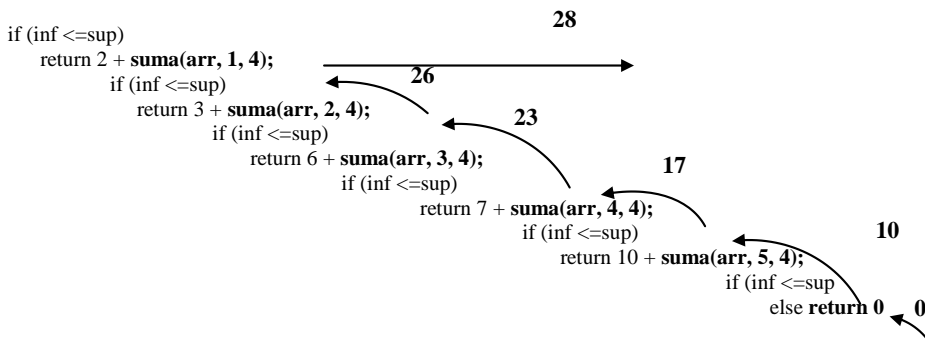 28
if (inf <=sup)
return 2 + suma(arr, 1, 4);
26
if (inf <=sup)
return 3 + suma(arr, 2, 4);
23
if (inf <=sup)
return 6 + suma(arr, 3, 4);
17
if (inf <=sup)
return 7 + suma(arr, 4, 4);
10
if (inf <=sup)
return 10 + suma(arr, 5, 4);
if (inf <=sup
else return 0 0